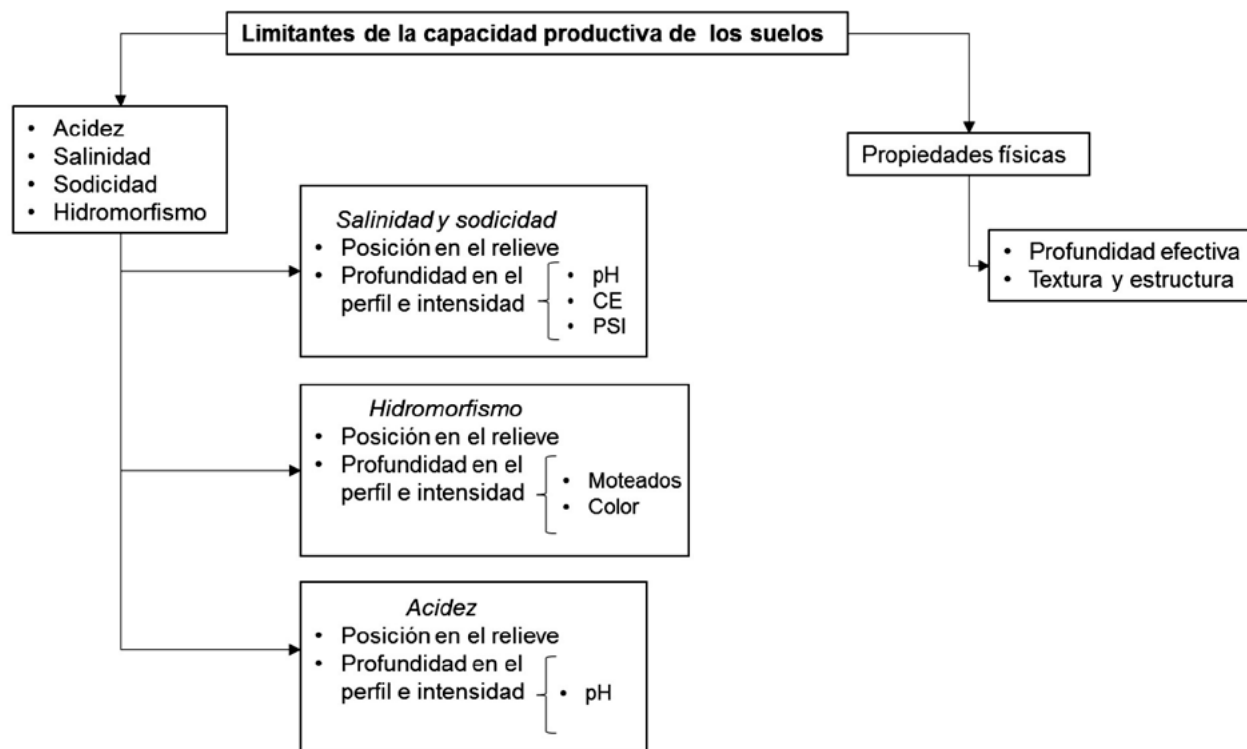 Limitantes de la capacidad productiva de los suelos
• Acidez
• Salinidad
• Sodicidad
• Hidromorfismo
Propiedades físicas
• Profundidad efectiva
• Textura y estructura
Salinidad y sodicidad
• Posición en el relieve
• Profundidad en el
perfil e intensidad
• pH
• CE
• PSI
Hidromorfismo
• Posición en el relieve
• Profundidad en el
perfil e intensidad
• Moteados
• Color
Acidez
• Posición en el relieve
• Profundidad en el
perfil e intensidad
• pH